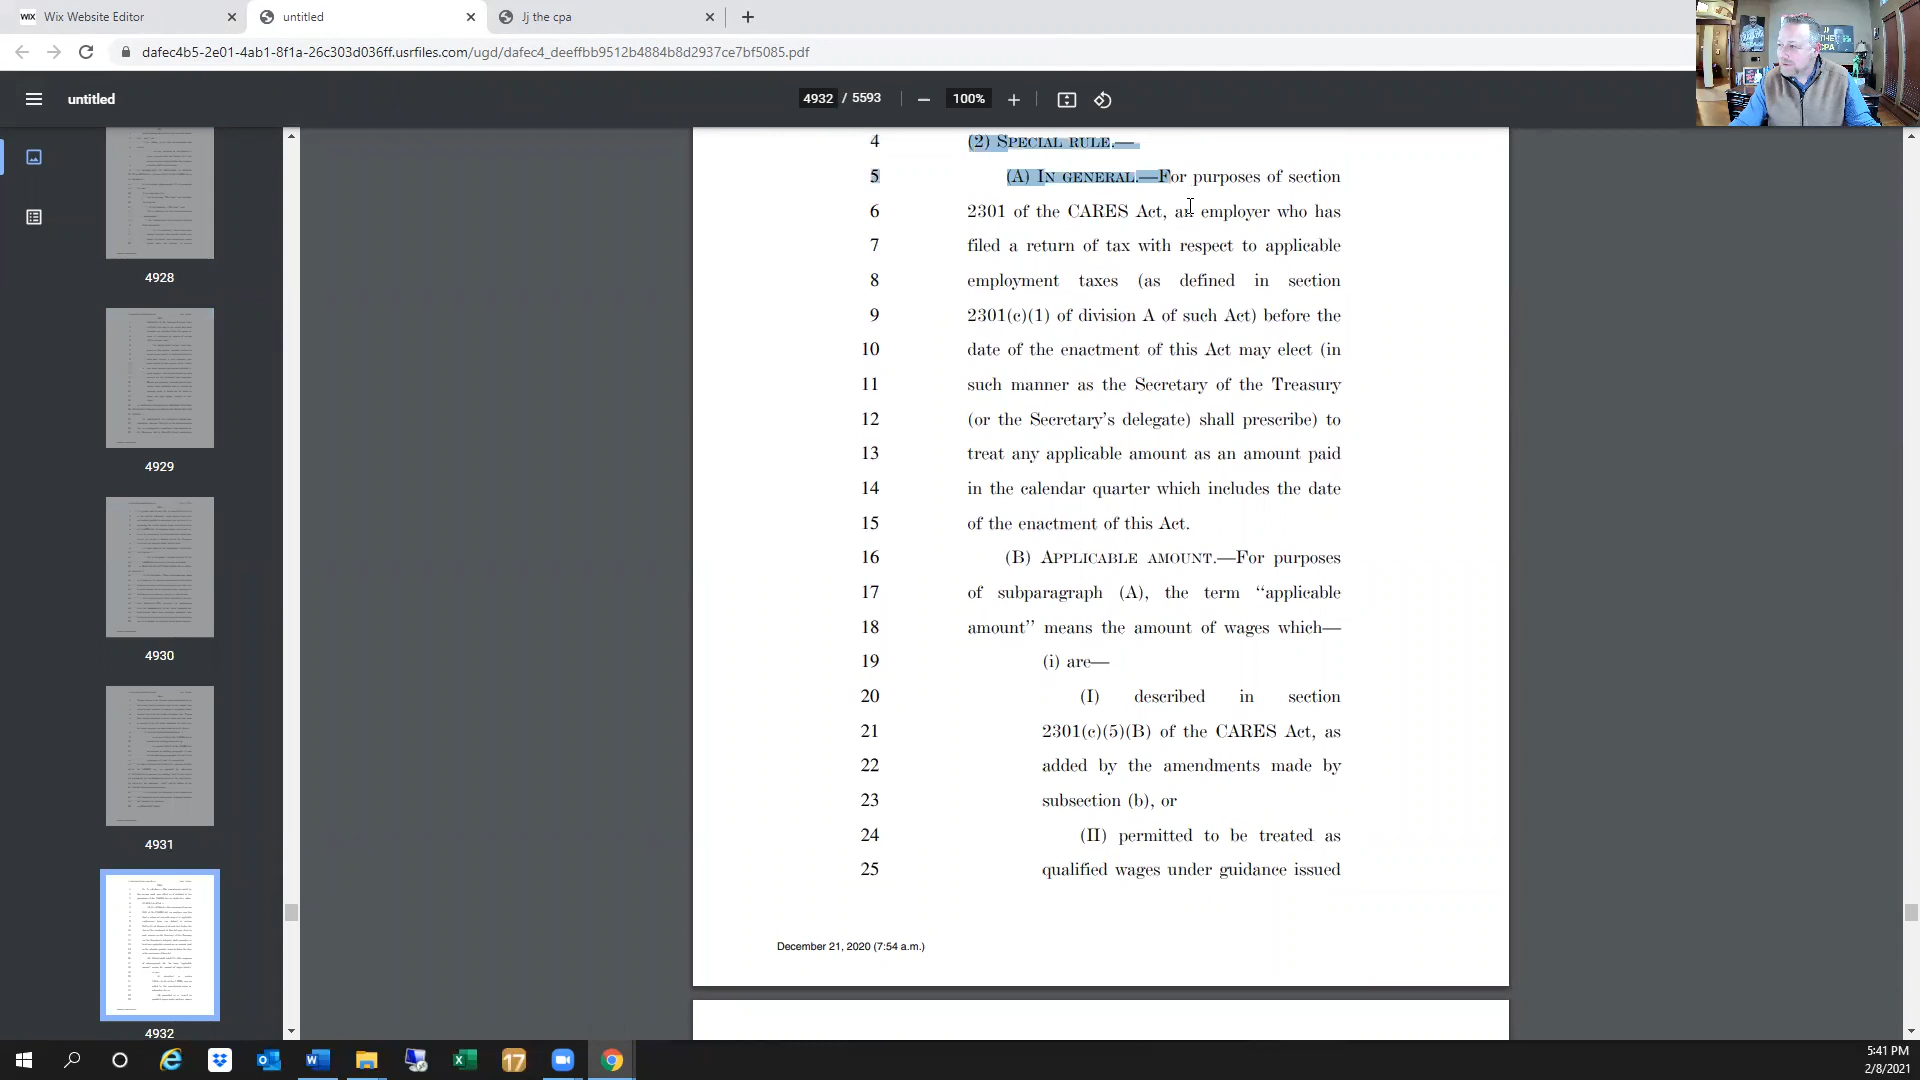 WIX Wix Website Editor
untitled
Jj the cpa
dafec4b5-2e01-4ab1-8f1a-26c303d036ff.usrfiles.com/ugd/dafec4_deeffbb9512b4884b8d2937ce7bf5085.pdf
untitled
4932 / 5593
100%
4 (2) SPECIAL RULE.—
5 (A) IN GENERAL.—For purposes of section
6 2301 of the CARES Act, an employer who has
7 filed a return of tax with respect to applicable
8 employment taxes (as defined in section
9 2301(c)(1) of division A of such Act) before the
10 date of the enactment of this Act may elect (in
11 such manner as the Secretary of the Treasury
12 (or the Secretary's delegate) shall prescribe) to
13 treat any applicable amount as an amount paid
14 in the calendar quarter which includes the date
15 of the enactment of this Act.
16 (B) APPLICABLE AMOUNT.—For purposes
17 of subparagraph (A), the term ‘‘applicable
18 amount’’ means the amount of wages which—
19 (i) are—
20 (I) described in section
21 2301(c)(5)(B) of the CARES Act, as
22 added by the amendments made by
23 subsection (b), or
24 (II) permitted to be treated as
25 qualified wages under guidance issued
December 21, 2020 (7:54 a.m.)
4928
4929
4930
4931
4932
17
5:41 PM
2/8/2021